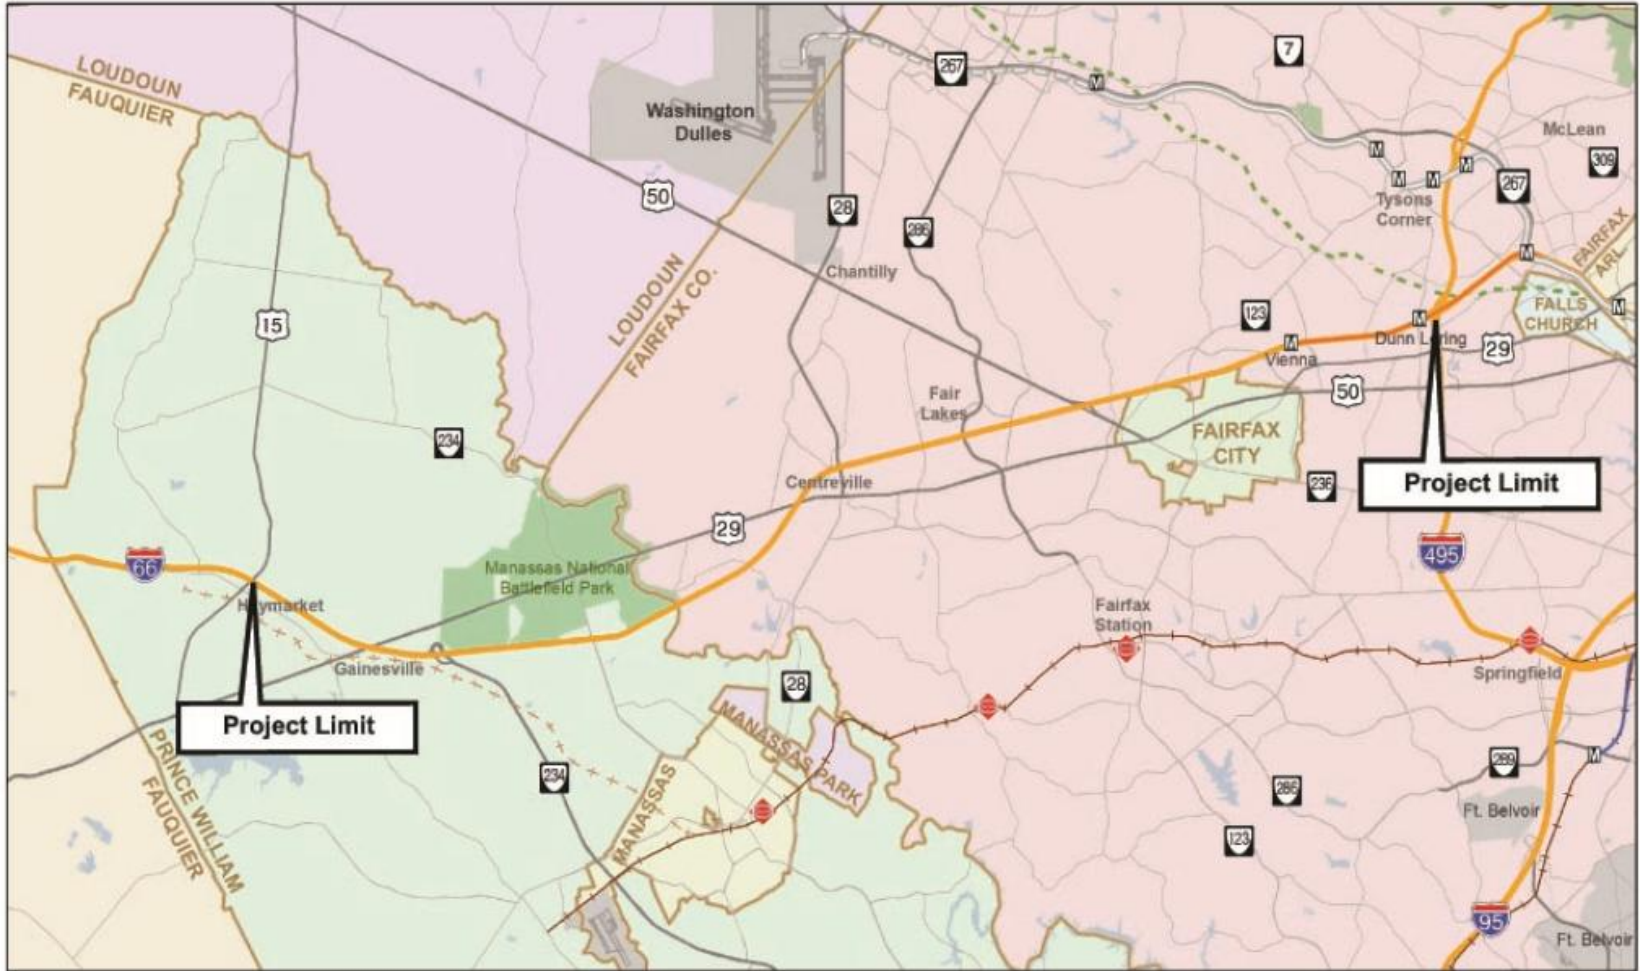 LOUDOUN
FAUQUIER
Washington
Dulles
267
7
McLean
309
M
M
M
M
M
Tysons
Corner
267
50
28
286
15
LOUDOUN
FAIRFAX CO.
Chantilly
FAIRFAX
ARL
M
FALLS
CHURCH
M
123
M
Dunn Loring
M
Vienna
29
50
Fair
Lakes
234
FAIRFAX
CITY
236
Project Limit
Centreville
29
495
66
Manassas National
Battlefield Park
Haymarket
Gainesville
Fairfax
Station
Springfield
28
Project Limit
MANASSAS PARK
PRINCE WILLIAM
FAUQUIER
234
MANASSAS
286
123
289
M
Ft. Belvoir
95
Ft. Belvoir